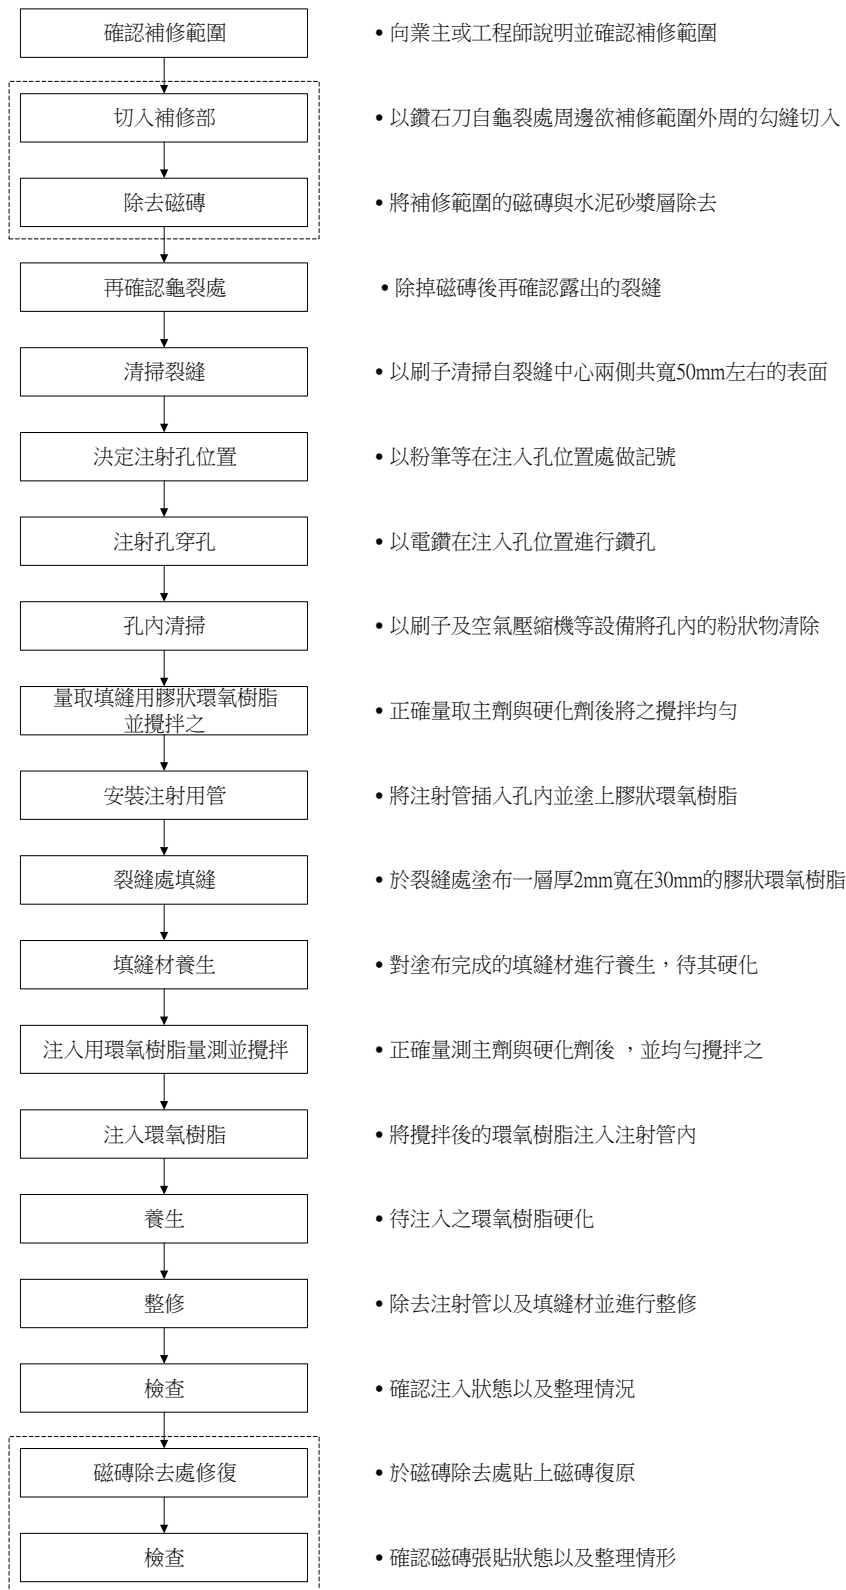 確認補修範圍
•向業主或工程師說明並確認補修範圍
切入補修部
•以鑽石刀自龜裂處周邊欲補修範圍外周的勾縫切入
除去磁磚
•將補修範圍的磁磚與水泥砂漿層除去
再確認龜裂處
•除掉磁磚後再確認露出的裂縫
清掃裂縫
•以刷子清掃自裂縫中心兩側共寬50mm左右的表面
決定注射孔位置
•以粉筆等在注入孔位置處做記號
注射孔穿孔
•以電鑽在注入孔位置進行鑽孔
孔內清掃
•以刷子及空氣壓縮機等設備將孔內的粉狀物清除
量取填縫用膠狀環氧樹脂
並攪拌之
•正確量取主劑與硬化劑後將之攪拌均勻
安裝注射用管
•將注射管插入孔內並塗上膠狀環氧樹脂
裂縫處填縫
•於裂縫處塗布一層厚2mm寬在30mm的膠狀環氧樹脂
填縫材養生
•對塗布完成的填縫材進行養生，待其硬化
注入用環氧樹脂量測並攪拌
•正確量測主劑與硬化劑後 ，並均勻攪拌之
注入環氧樹脂
•將攪拌後的環氧樹脂注入注射管內
養生
•待注入之環氧樹脂硬化
整修
•除去注射管以及填縫材並進行整修
檢查
•確認注入狀態以及整理情況
磁磚除去處修復
•於磁磚除去處貼上磁磚復原
檢查
•確認磁磚張貼狀態以及整理情形